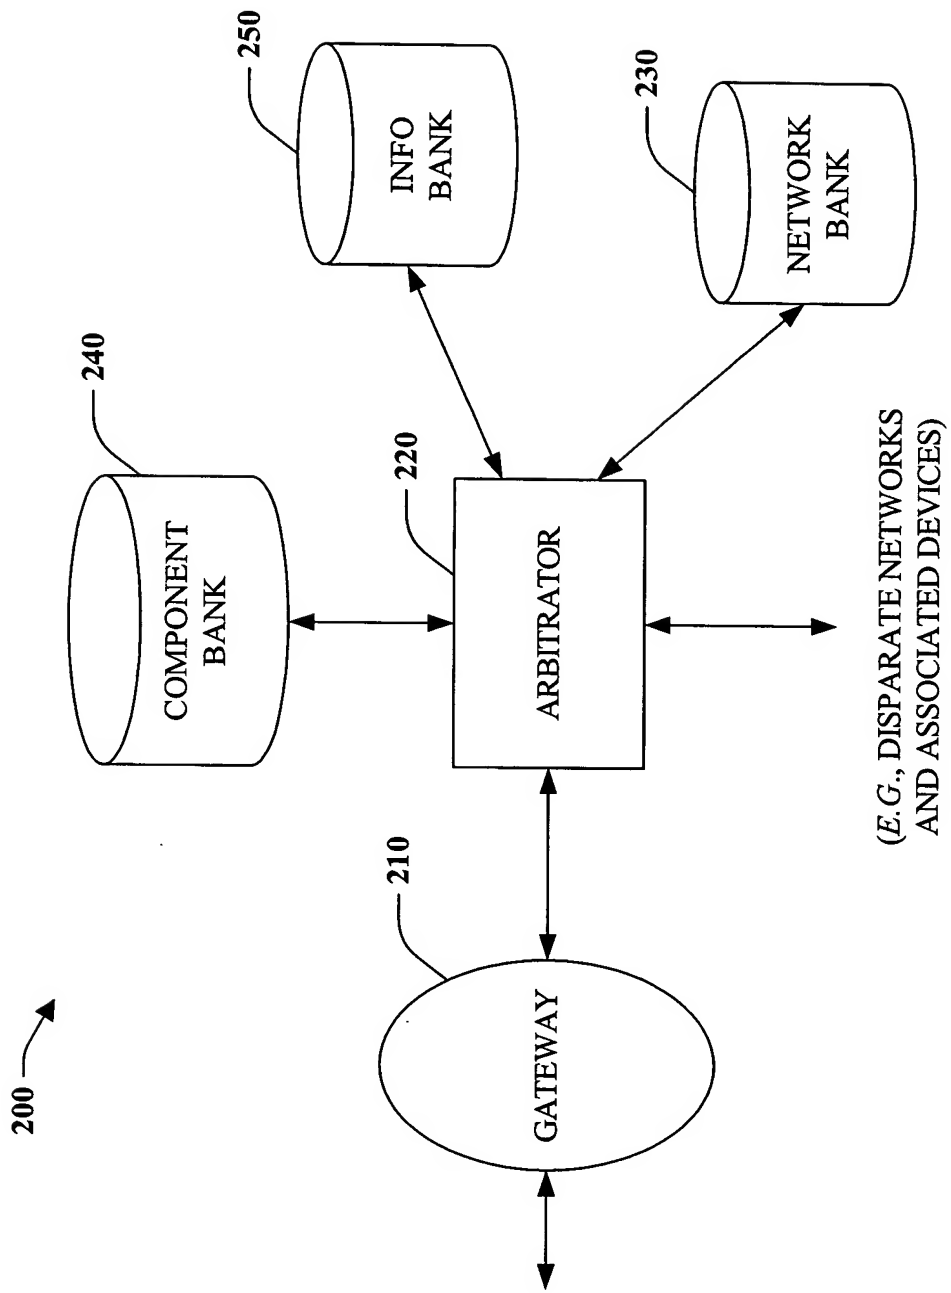 200
210
GATEWAY
220
ARBITRATOR
240
COMPONENT
BANK
250
INFO
BANK
230
NETWORK
BANK
(E.G., DISPARATE NETWORKS
AND ASSOCIATED DEVICES)